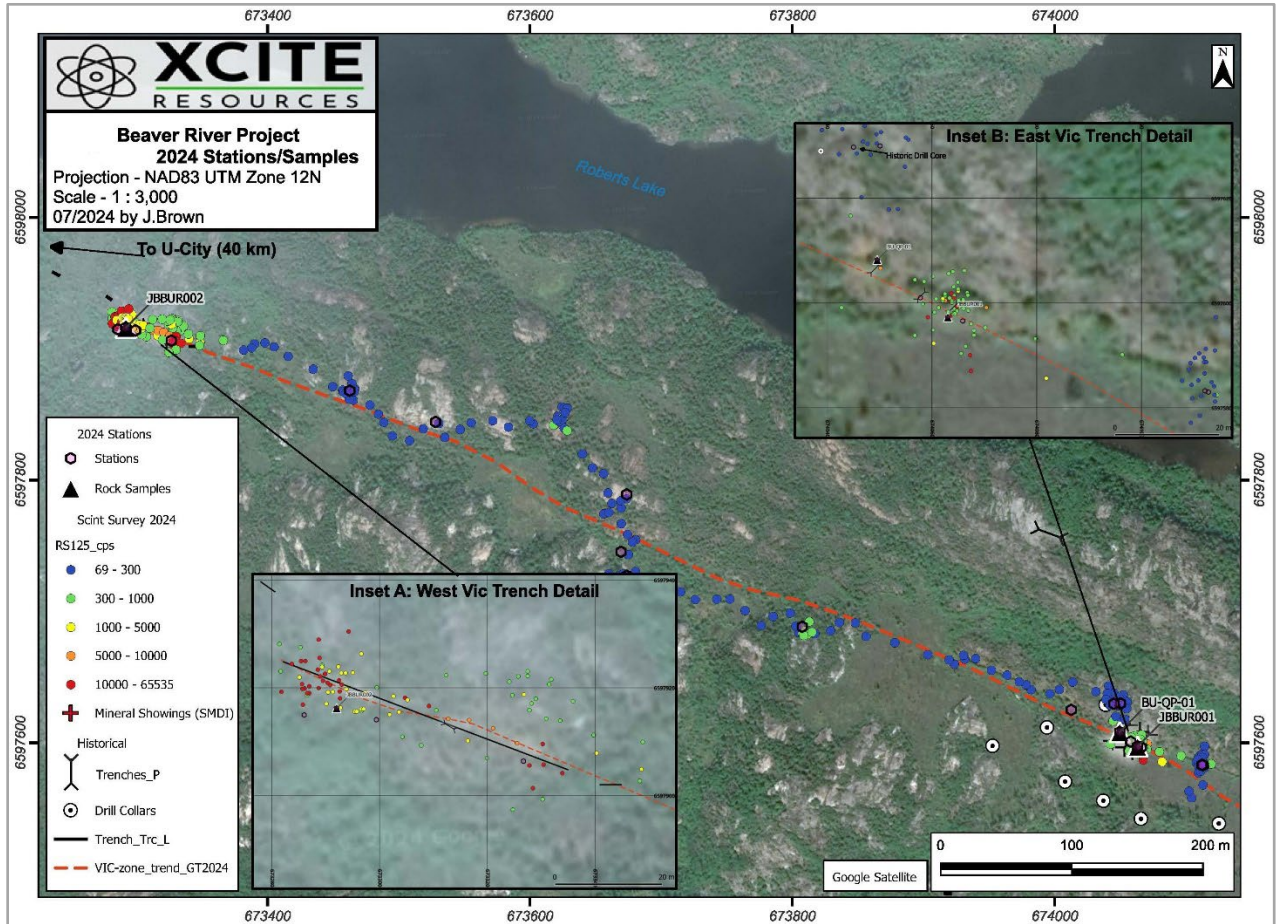 673400 673600 673800 674000
N
XCITE
RESOURCES
Beaver River Project
2024 Stations/Samples
Projection - NAD83 UTM Zone 12N
Scale - 1 : 3,000
07/2024 by J.Brown
6598000
6598000
Roberts Lake
Inset B: East Vic Trench Detail
Historic Drill Core
20 m
To U-City (40 km)
JBBUR002
6597800
6597800
2024 Stations
Stations
Rock Samples
Scint Survey 2024
RS125_cps
69 - 300
300 - 1000
1000 - 5000
5000 - 10000
10000 - 65535
Mineral Showings (SMDI)
Historical
Trenches_P
Drill Collars
Trench_Trc_L
VIC-zone_trend_GT2024
Inset A: West Vic Trench Detail
JBBUR002
20 m
6597600
6597600
BU-QP-01
JBBUR001
0 100 200 m
Google Satellite
673400 673600 673800 674000